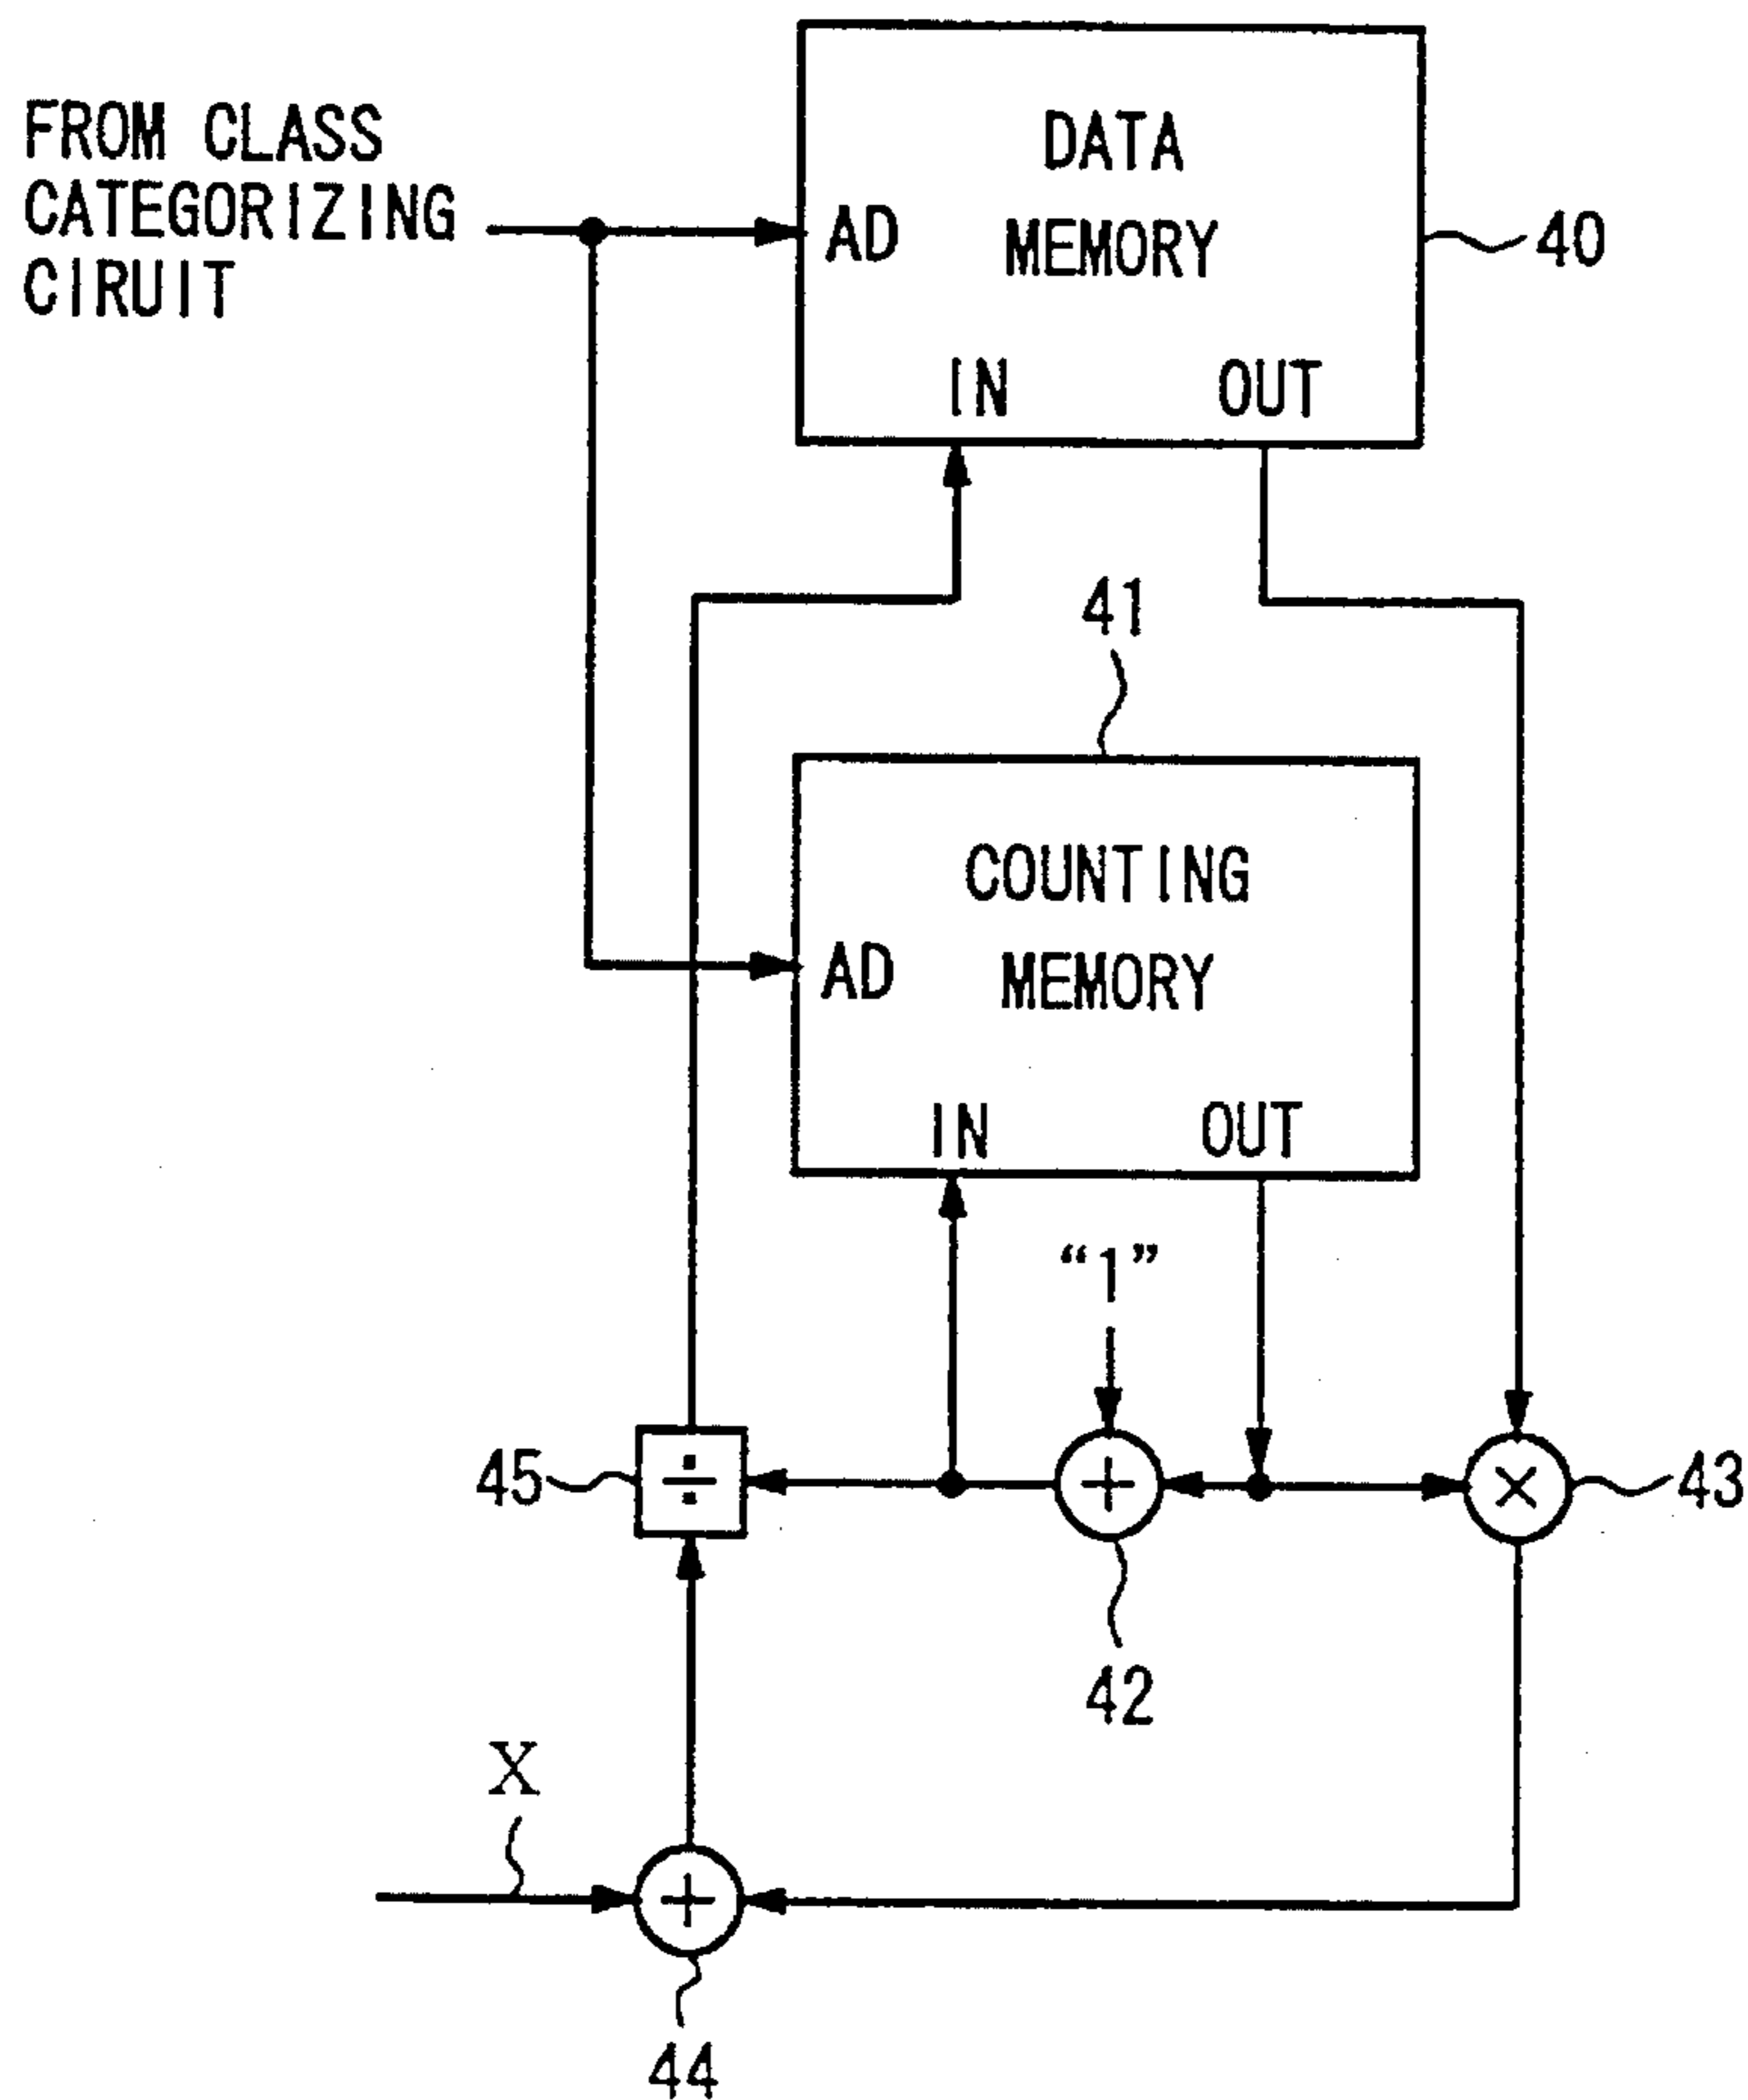 FROM CLASS
CATEGORIZING
CIRUIT
DATA
MEMORY
AD
IN
OUT
40
41
COUNTING
MEMORY
AD
IN
OUT
“1”
45
÷
+
×
43
42
X
+
44